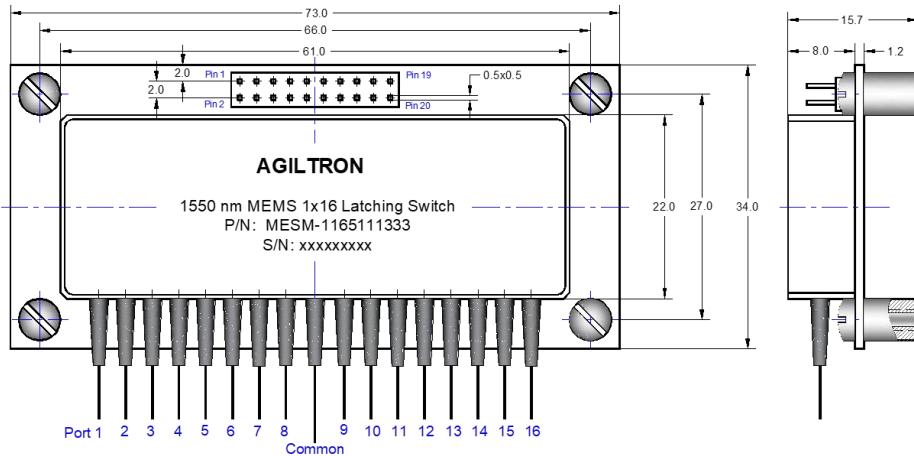 73.0
66.0
61.0
15.7
8.0
1.2
2.0
2.0
Pin 1
Pin 19
0.5x0.5
Pin 2
Pin 20
AGILTRON
1550 nm MEMS 1x16 Latching Switch
P/N: MESM-1165111333
S/N: xxxxxxxxx
22.0
27.0
34.0
Port 1 2 3 4 5 6 7 8 9 10 11 12 13 14 15 16
Common